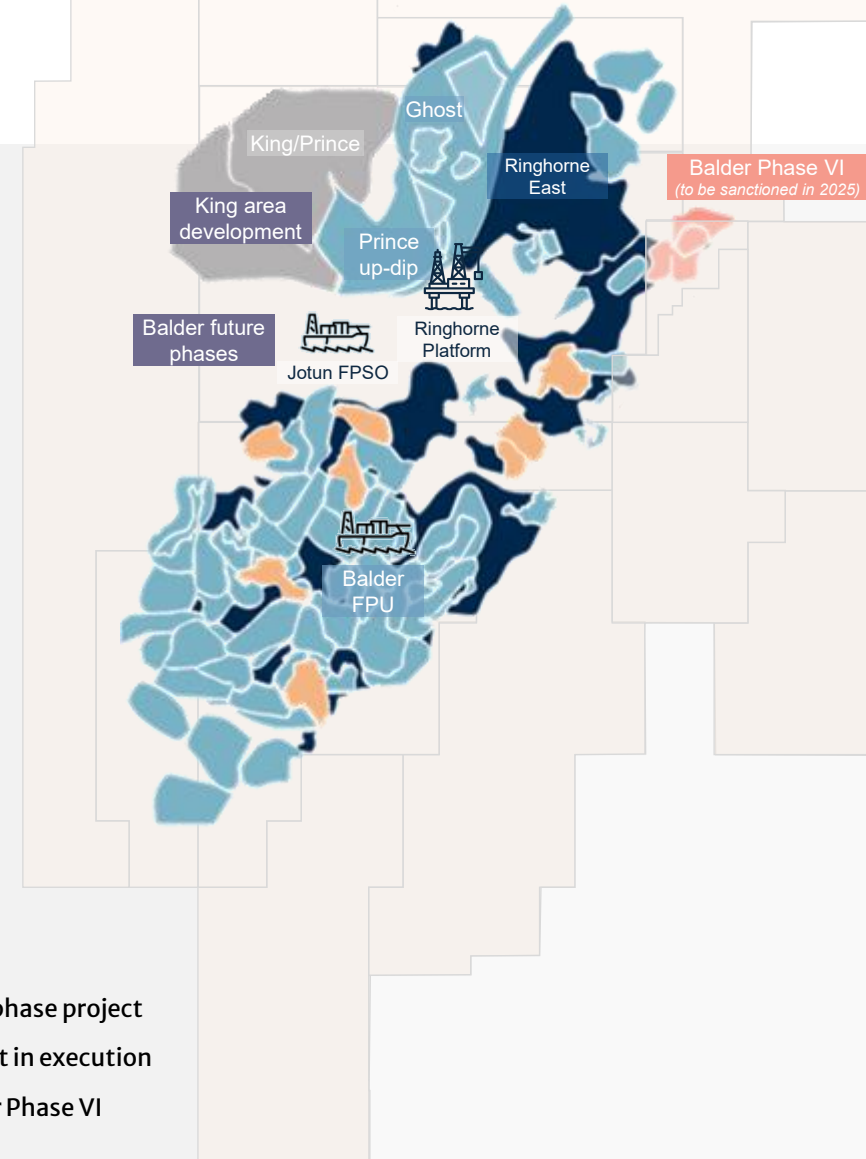 Ghost
King/Prince
Ringhorne
East
Balder Phase VI
(to be sanctioned in 2025)
King area
development
Prince
up-dip
Balder future
phases
Ringhorne
Platform
Jotun FPSO
Balder
FPU
phase project
t in execution
Phase VI